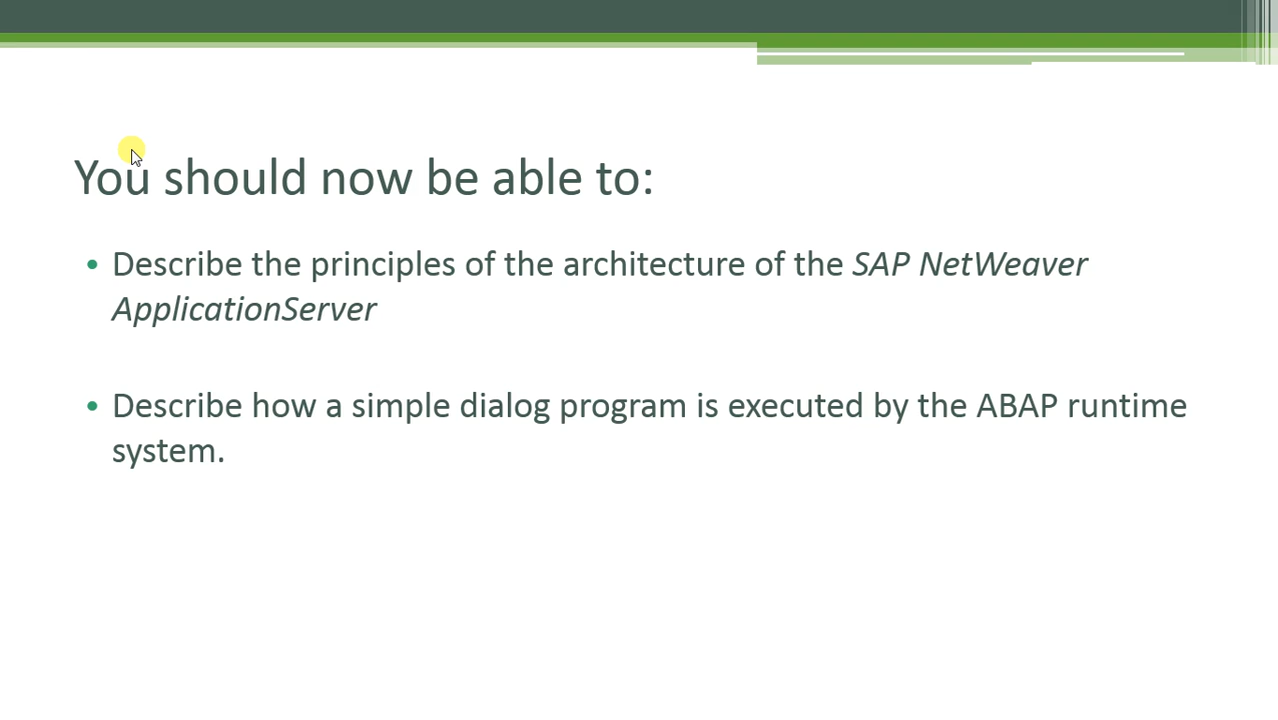 You should now be able to:
• Describe the principles of the architecture of the SAP NetWeaver
ApplicationServer
• Describe how a simple dialog program is executed by the ABAP runtime
system.